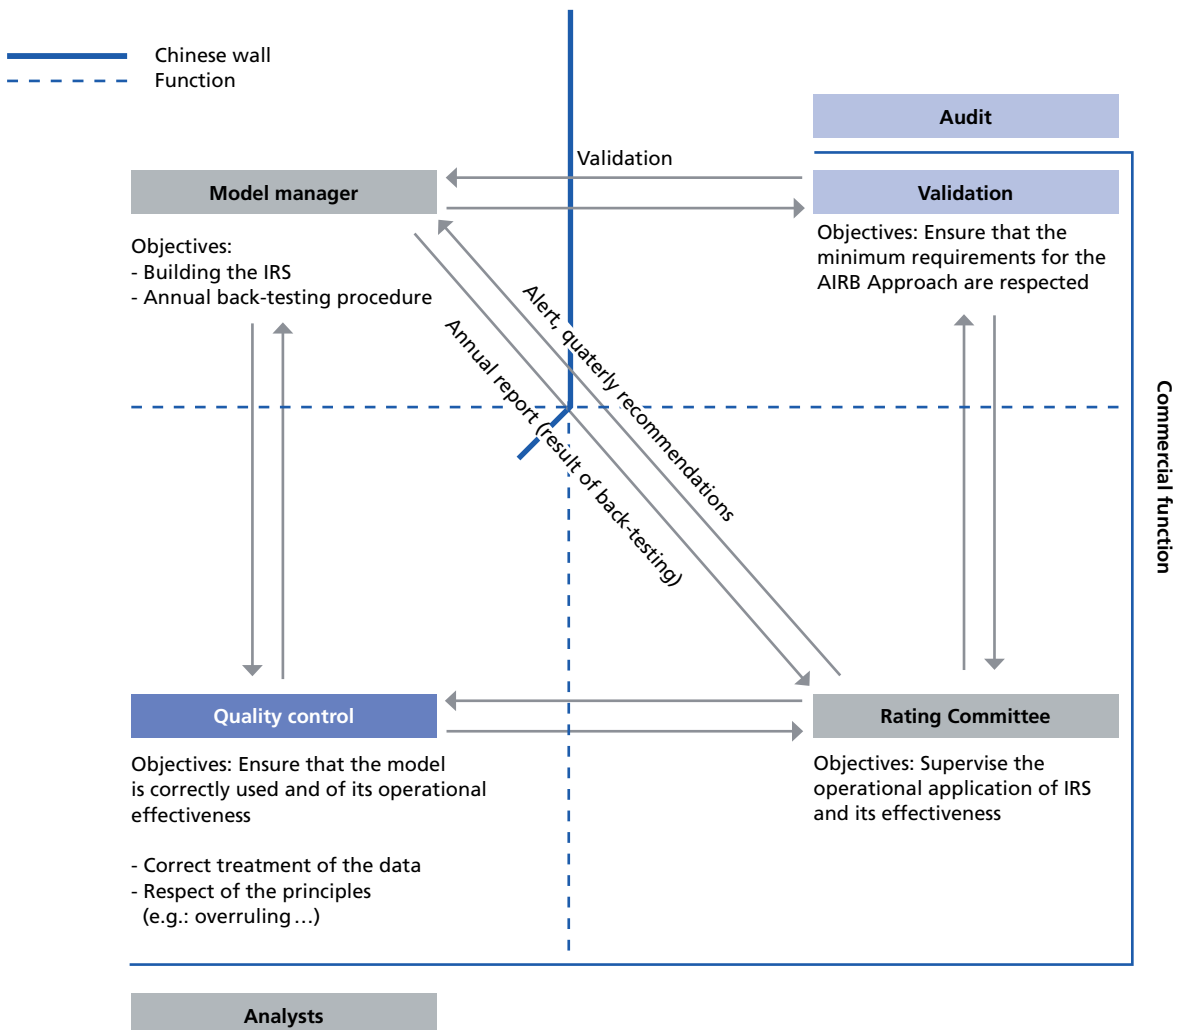 Chinese wall
Function
Audit
Validation
Model manager
Validation
Objectives:
- Building the IRS
- Annual back-testing procedure
Objectives: Ensure that the
minimum requirements for the
AIRB Approach are respected
Alert, quaterly recommendations
Annual report (result of back-testing)
Commercial function
Quality control
Rating Committee
Objectives: Ensure that the model
is correctly used and of its operational
effectiveness
- Correct treatment of the data
- Respect of the principles
(e.g.: overruling…)
Objectives: Supervise the
operational application of IRS
and its effectiveness
Analysts